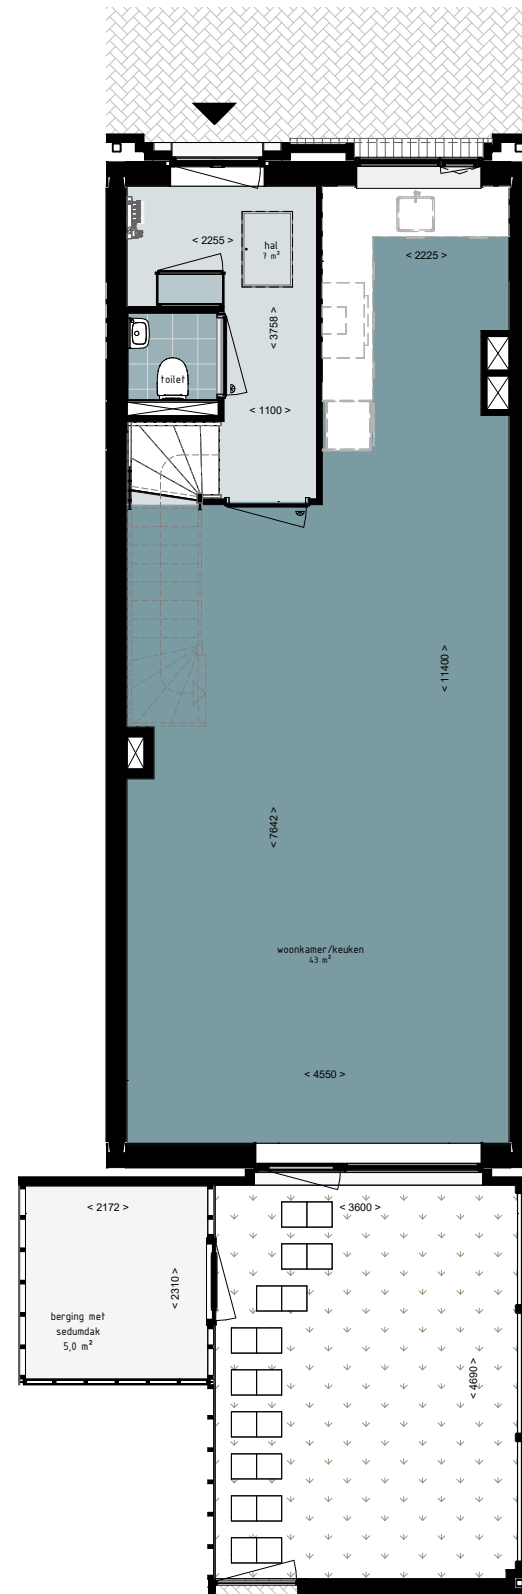 < 2255 >
hal
7 m²
< 2225 >
< 3758 >
toilet
< 1100 >
< 11400 >
< 7642 >
woonkamer/keuken
43 m²
< 4550 >
< 2172 >
< 3600 >
< 2310 >
berging met
sedumdak
5,0 m²
< 4690 >